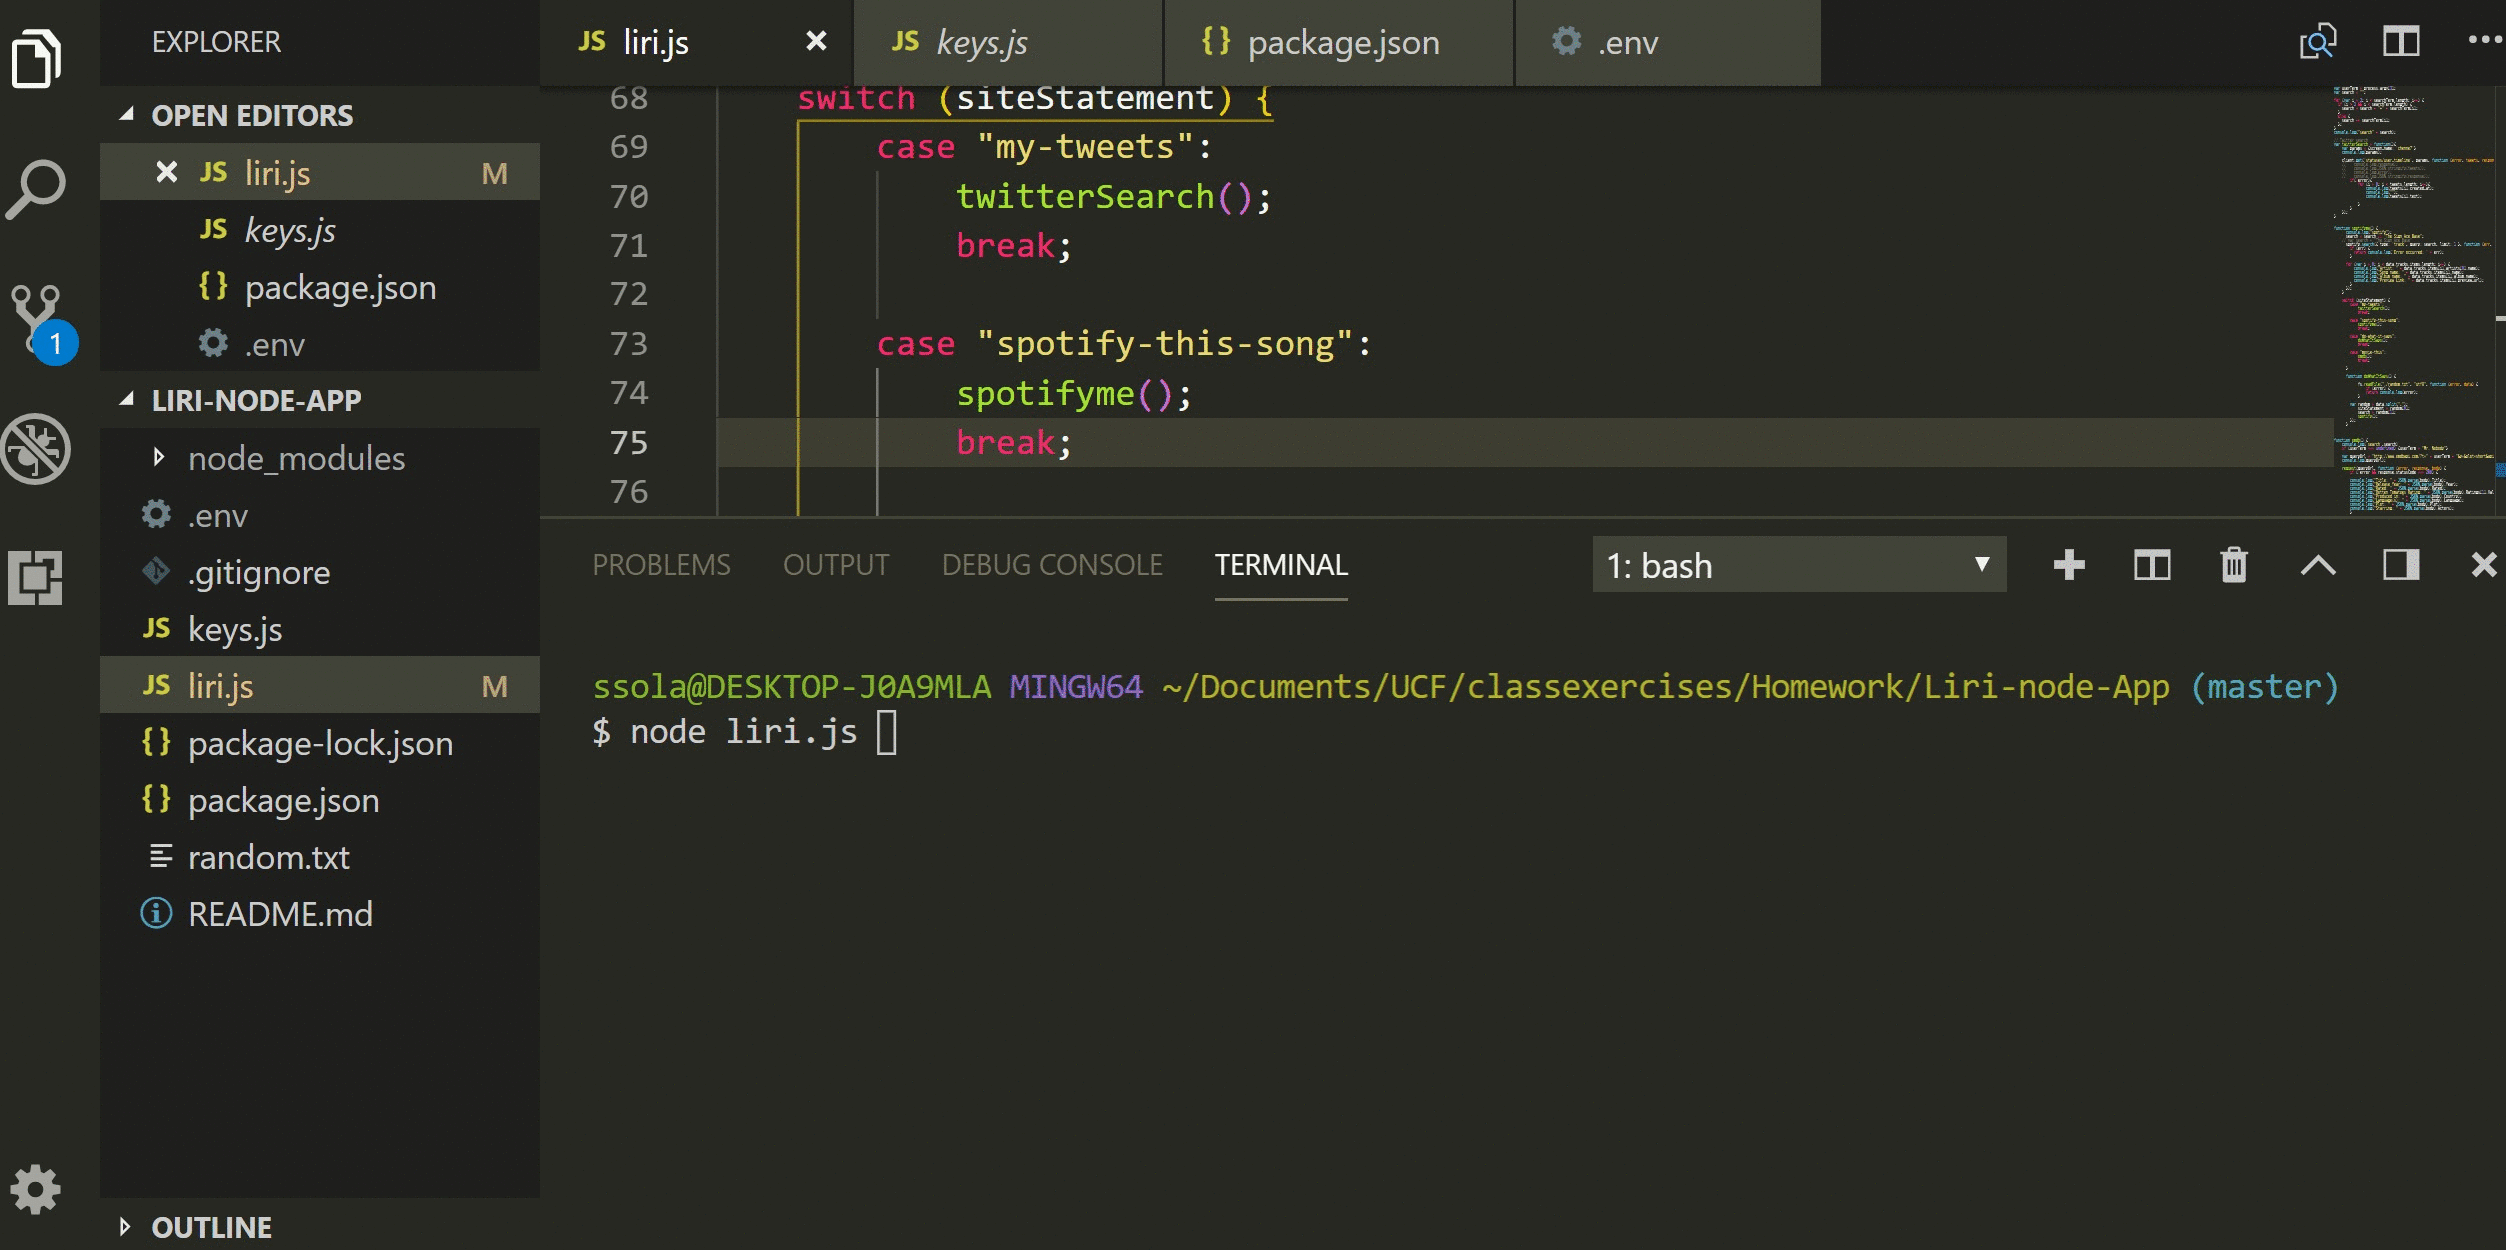 EXPLORER
OPEN EDITORS
JS liri.js M
JS keys.js
{} package.json
.env
1
LIRI-NODE-APP
node_modules
.env
.gitignore
JS keys.js
JS liri.js M
{} package-lock.json
{} package.json
random.txt
README.md
OUTLINE
JS liri.js
JS keys.js
{} package.json
.env
68 switch (siteStatement) {
69 case "my-tweets":
70 twitterSearch();
71 break;
72
73 case "spotify-this-song":
74 spotifyme();
75 break;
76
PROBLEMS OUTPUT DEBUG CONSOLE TERMINAL 1: bash
ssola@DESKTOP-J0A9MLA MINGW64 ~/Documents/UCF/classexercises/Homework/Liri-node-App (master)
$ node liri.js